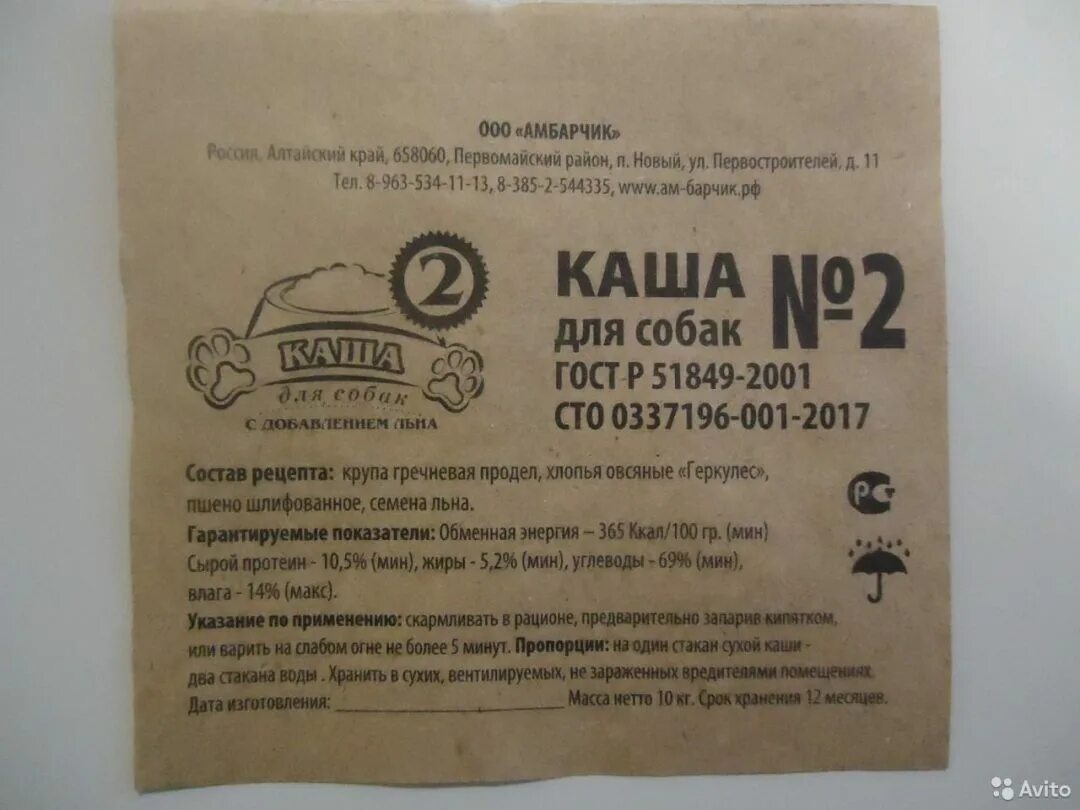 ООО «АМБАРЧИК»
Россия, Алтайский край, 658060, Первомайский район, п. Новый, ул. Первостроителей, д. 11
Тел. 8-963-534-11-13, 8-385-2-544335, www.ам-барчик.рф
2
КАША
для собак
С ДОБАВЛЕНИЕМ ЛЬНА
КАША
для собак
№2
ГОСТ Р 51849-2001
СТО 0337196-001-2017
Состав рецепта: крупа гречневая продел, хлопья овсяные «Геркулес»,
пшено шлифованное, семена льна.
Гарантируемые показатели: Обменная энергия – 365 Ккал/100 гр. (мин)
Сырой протеин - 10,5% (мин), жиры - 5,2% (мин), углеводы - 69% (мин),
влага - 14% (макс).
Указание по применению: скармливать в рационе, предварительно запарив кипятком,
или варить на слабом огне не более 5 минут. Пропорции: на один стакан сухой каши -
два стакана воды . Хранить в сухих, вентилируемых, не зараженных вредителями помещениях.
Дата изготовления: ____________________ Масса нетто 10 кг. Срок хранения 12 месяцев.
РСТ
Avito